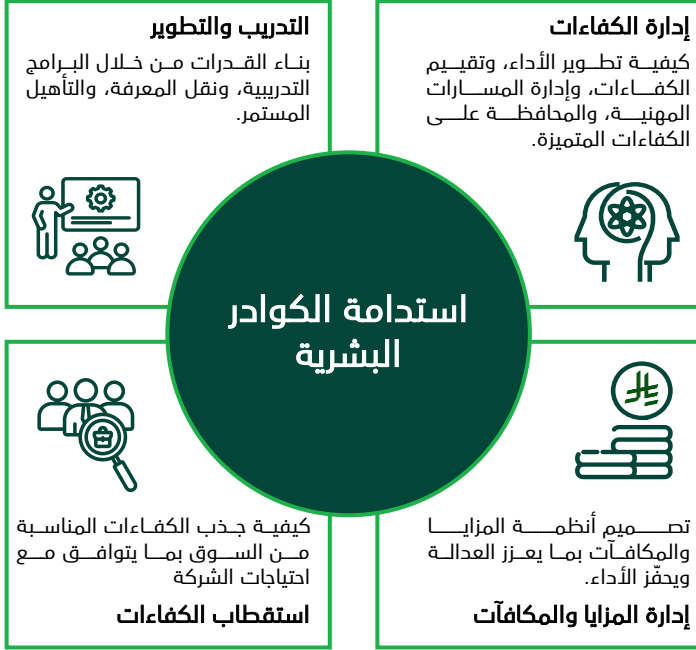 إدارة الكفاءات
كيفية تطوير الأداء، وتقييم
الكفاءات، وإدارة المسارات
المهنية، والمحافظة على
الكفاءات المتميزة.
التدريب والتطوير
بناء القدرات من خلال البرامج
التدريبية، ونقل المعرفة، والتأهيل
المستمر.
استدامة الكوادر
البشرية
تصميم أنظمة المزايا
والمكافآت بما يعزز العدالة
ويحفّز الأداء.
إدارة المزايا والمكافآت
كيفية جذب الكفاءات المناسبة
من السوق بما يتوافق مع
احتياجات الشركة
استقطاب الكفاءات